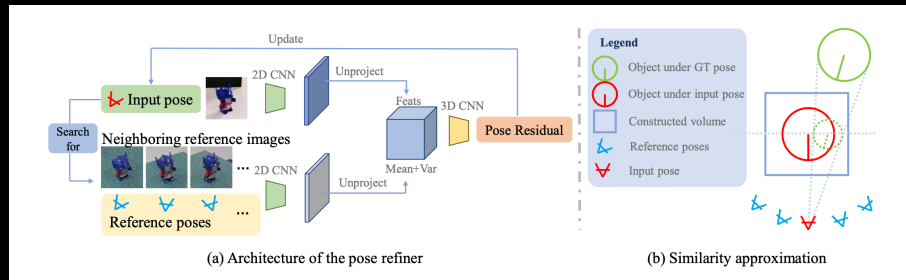 Update
2D CNN
Unproject
Input pose
Feats
3D CNN
Search for
Neighboring reference images
Pose Residual
...
2D CNN
Mean+Var
Unproject
Reference poses
...
(a) Architecture of the pose refiner
Legend
Object under GT pose
Object under input pose
Constructed volume
Reference poses
Input pose
(b) Similarity approximation